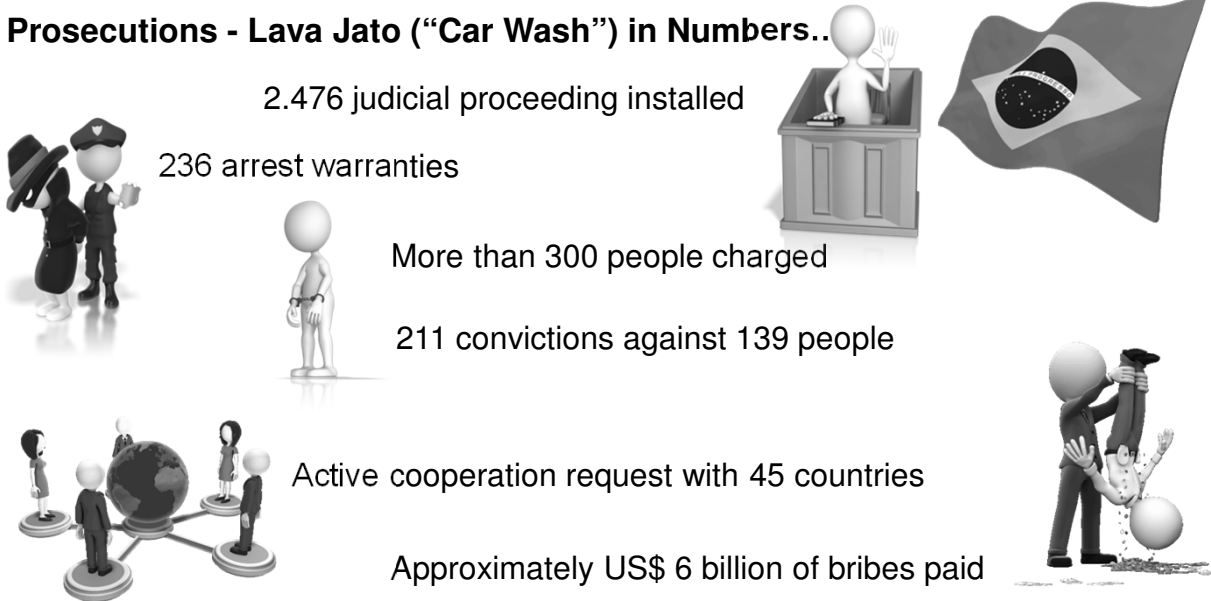 Prosecutions - Lava Jato (“Car Wash”) in Numbers..
2.476 judicial proceeding installed
236 arrest warranties
More than 300 people charged
211 convictions against 139 people
Active cooperation request with 45 countries
Approximately US$ 6 billion of bribes paid